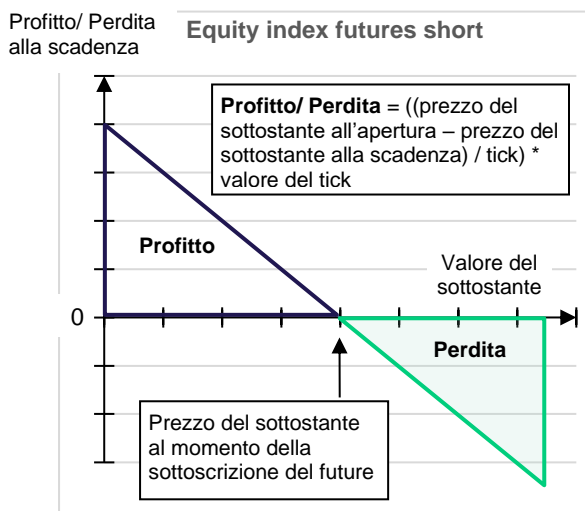 Profitto/ Perdita
alla scadenza
Equity index futures short
Profitto/ Perdita = ((prezzo del
sottostante all’apertura – prezzo del
sottostante alla scadenza) / tick) *
valore del tick
Profitto
Valore del
sottostante
0
Perdita
Prezzo del sottostante
al momento della
sottoscrizione del future